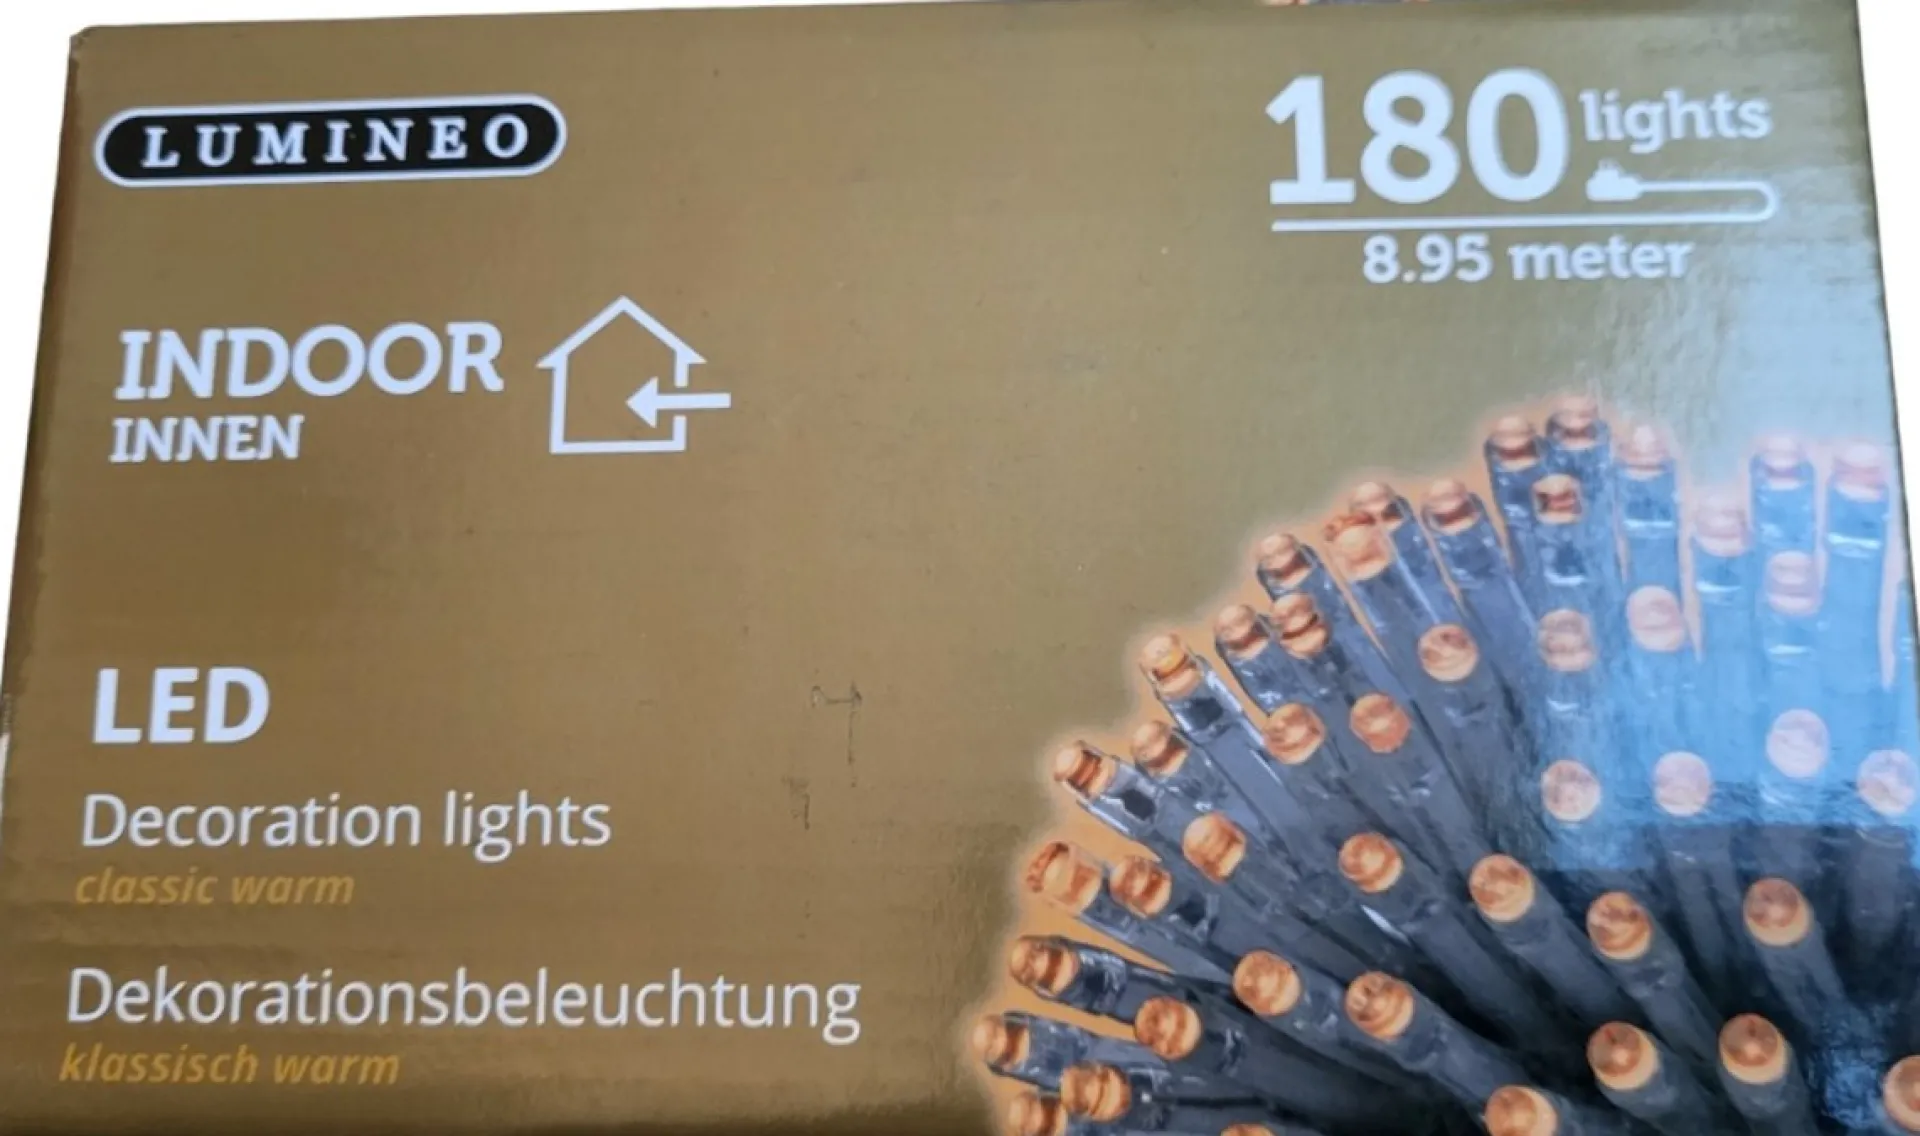 LUMINEO
180 lights
8.95 meter
INDOOR
INNEN
LED
Decoration lights
classic warm
Dekorationsbeleuchtung
klassisch warm